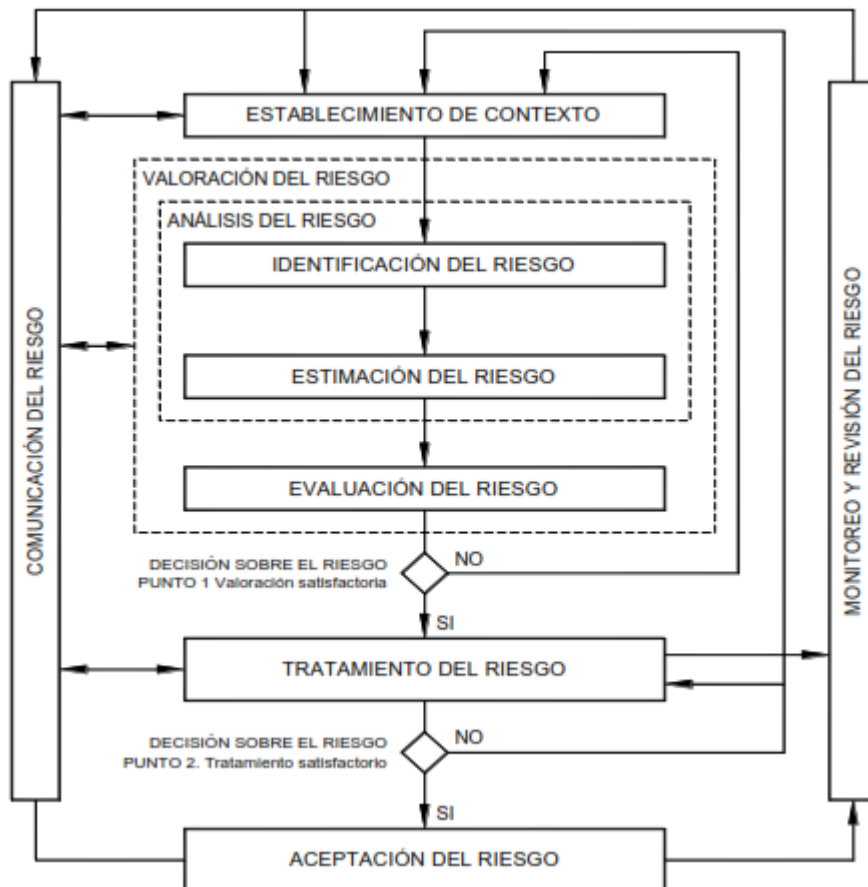 ESTABLECIMIENTO DE CONTEXTO
VALORACIÓN DEL RIESGO
ANÁLISIS DEL RIESGO
IDENTIFICACIÓN DEL RIESGO
ESTIMACIÓN DEL RIESGO
EVALUACIÓN DEL RIESGO
DECISIÓN SOBRE EL RIESGO
PUNTO 1 Valoración satisfactoria
NO
SI
TRATAMIENTO DEL RIESGO
DECISIÓN SOBRE EL RIESGO
PUNTO 2. Tratamiento satisfactorio
NO
SI
ACEPTACIÓN DEL RIESGO
COMUNICACIÓN DEL RIESGO
MONITOREO Y REVISIÓN DEL RIESGO